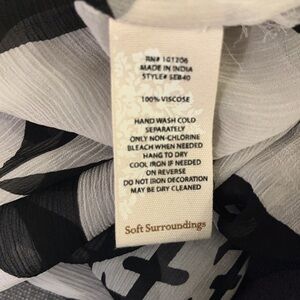 RN# 101206
MADE IN INDIA
STYLE# SEB40
100% VISCOSE
HAND WASH COLD
SEPARATELY
ONLY NON-CHLORINE
BLEACH WHEN NEEDED
HANG TO DRY
COOL IRON IF NEEDED
ON REVERSE
DO NOT IRON DECORATION
MAY BE DRY CLEANED
Soft Surroundings